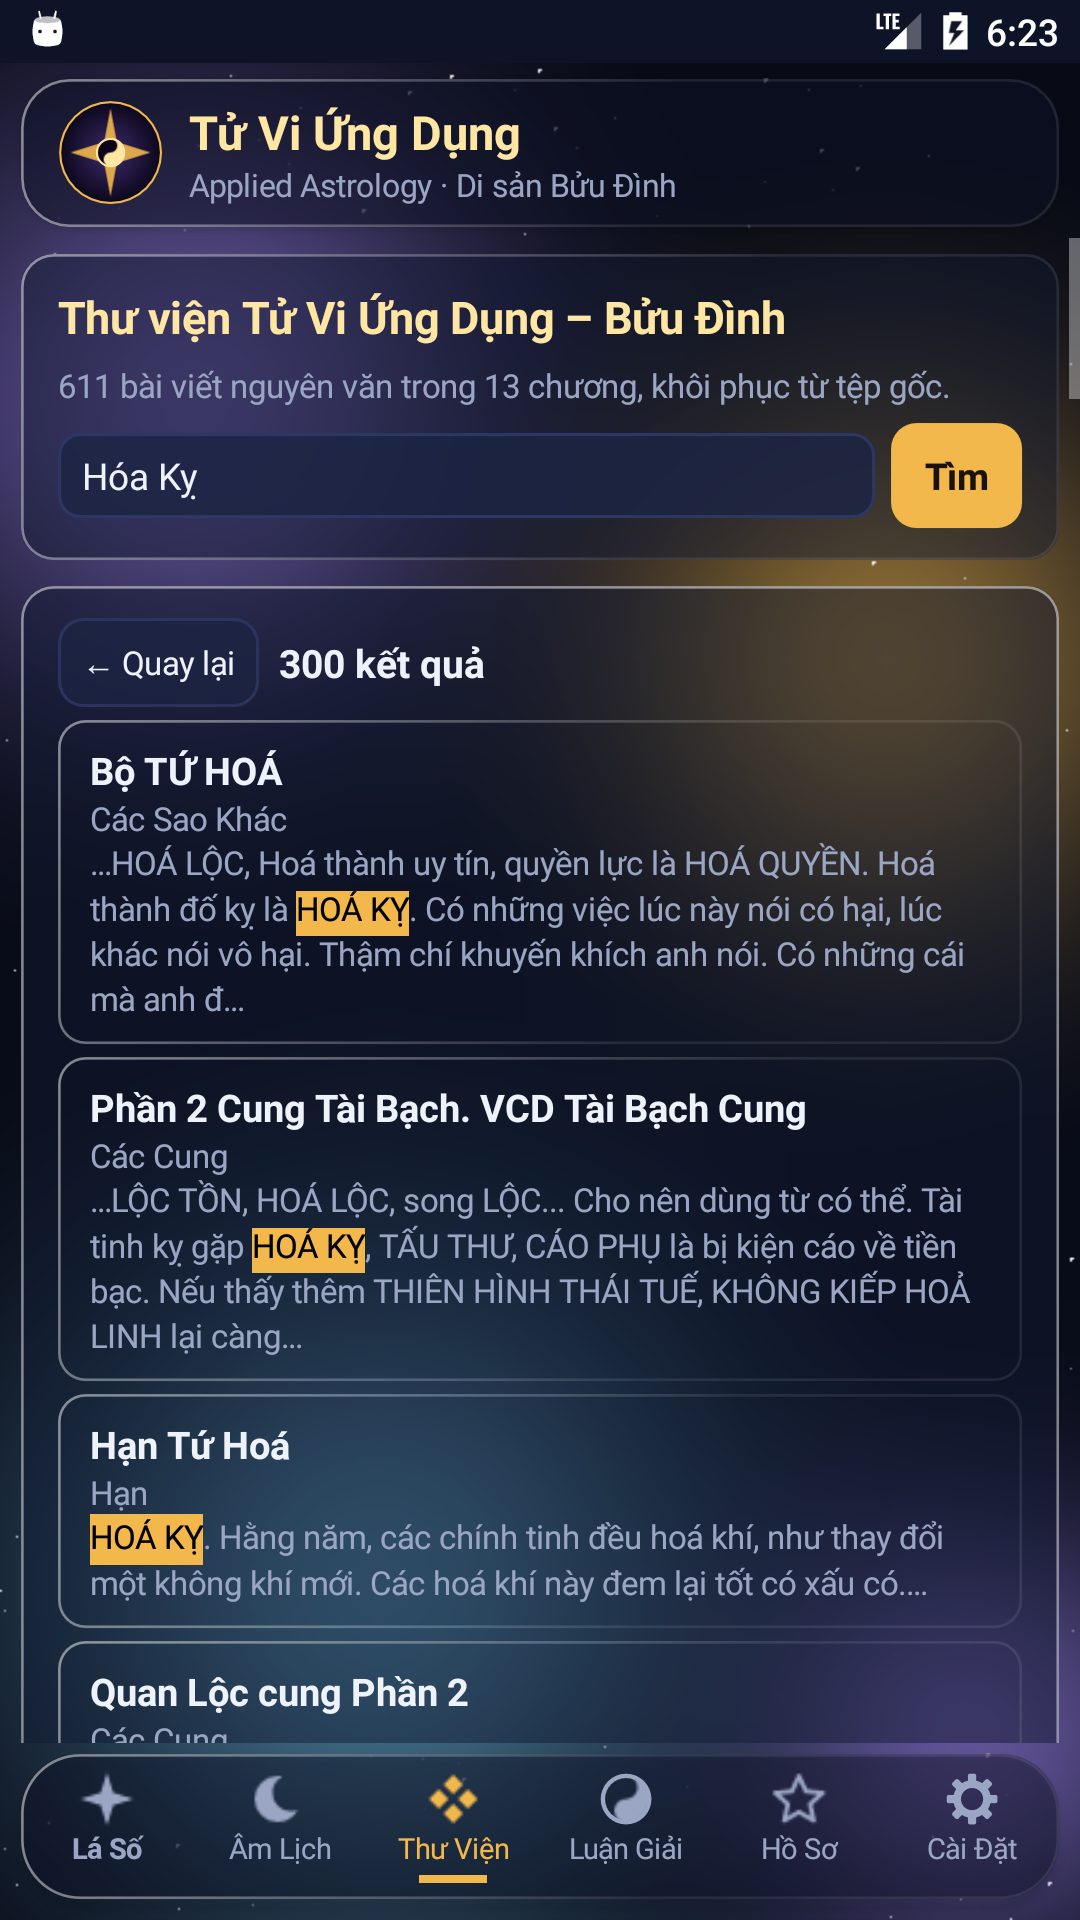 LTE 6:23
Tử Vi Ứng Dụng
Applied Astrology · Di sản Bửu Đình
Thư viện Tử Vi Ứng Dụng – Bửu Đình
611 bài viết nguyên văn trong 13 chương, khôi phục từ tệp gốc.
Hóa Kỵ
Tìm
← Quay lại
300 kết quả
Bộ TỨ HOÁ
Các Sao Khác
…HOÁ LỘC, Hoá thành uy tín, quyền lực là HOÁ QUYỀN. Hoá
thành đố kỵ là HOÁ KỴ. Có những việc lúc này nói có hại, lúc
khác nói vô hại. Thậm chí khuyến khích anh nói. Có những cái
mà anh đ…
Phần 2 Cung Tài Bạch. VCD Tài Bạch Cung
Các Cung
…LỘC TỒN, HOÁ LỘC, song LỘC... Cho nên dùng từ có thể. Tài
tinh kỵ gặp HOÁ KỴ, TẤU THƯ, CÁO PHỤ là bị kiện cáo về tiền
bạc. Nếu thấy thêm THIÊN HÌNH THÁI TUẾ, KHÔNG KIẾP HOẢ
LINH lại càng…
Hạn Tứ Hoá
Hạn
HOÁ KỴ. Hằng năm, các chính tinh đều hoá khí, như thay đổi
một không khí mới. Các hoá khí này đem lại tốt có xấu có.…
Quan Lộc cung Phần 2
Các Cung
Lá Số
Âm Lịch
Thư Viện
Luận Giải
Hồ Sơ
Cài Đặt